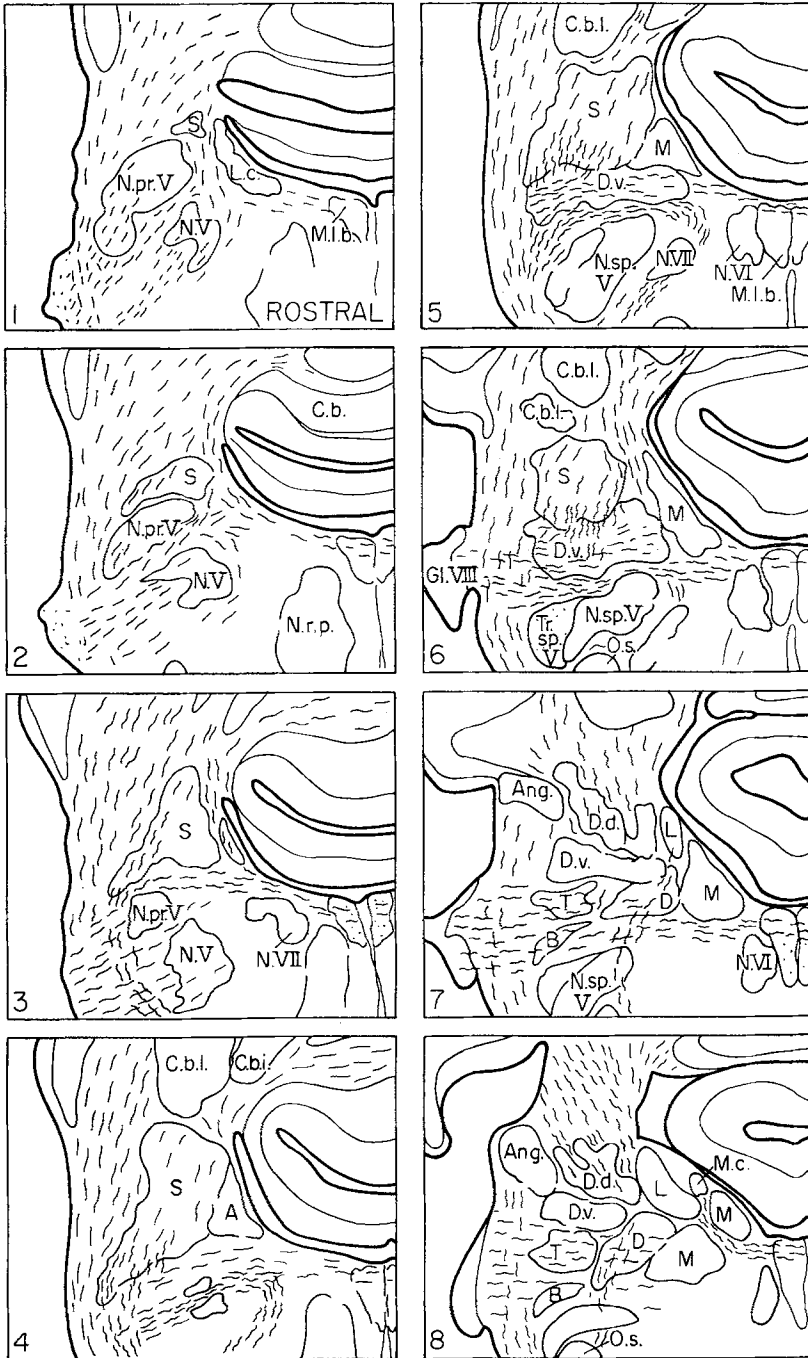 S
N.pr.V
L.c.
N.V
M.l.b.
1
ROSTRAL
C.b.
S
N.pr.V
N.V
N.r.p.
2
S
N.pr.V
N.V
N.VII
3
C.b.l.
C.b.i.
S
A
4
C.b.l.
S
M
D.v.
N.sp.
V
N.VII
N.VI
M.l.b.
5
C.b.l.
C.b.I.
S
M
D.v.
Gl.VIII
Tr.
sp.
V
N.sp.V
O.s.
6
Ang.
D.d.
L
D.v.
M
T
D
B
N.VI
N.sp.
V
7
Ang.
D.d.
L
M.c.
D.v.
M
T
D
M
B
O.s.
8